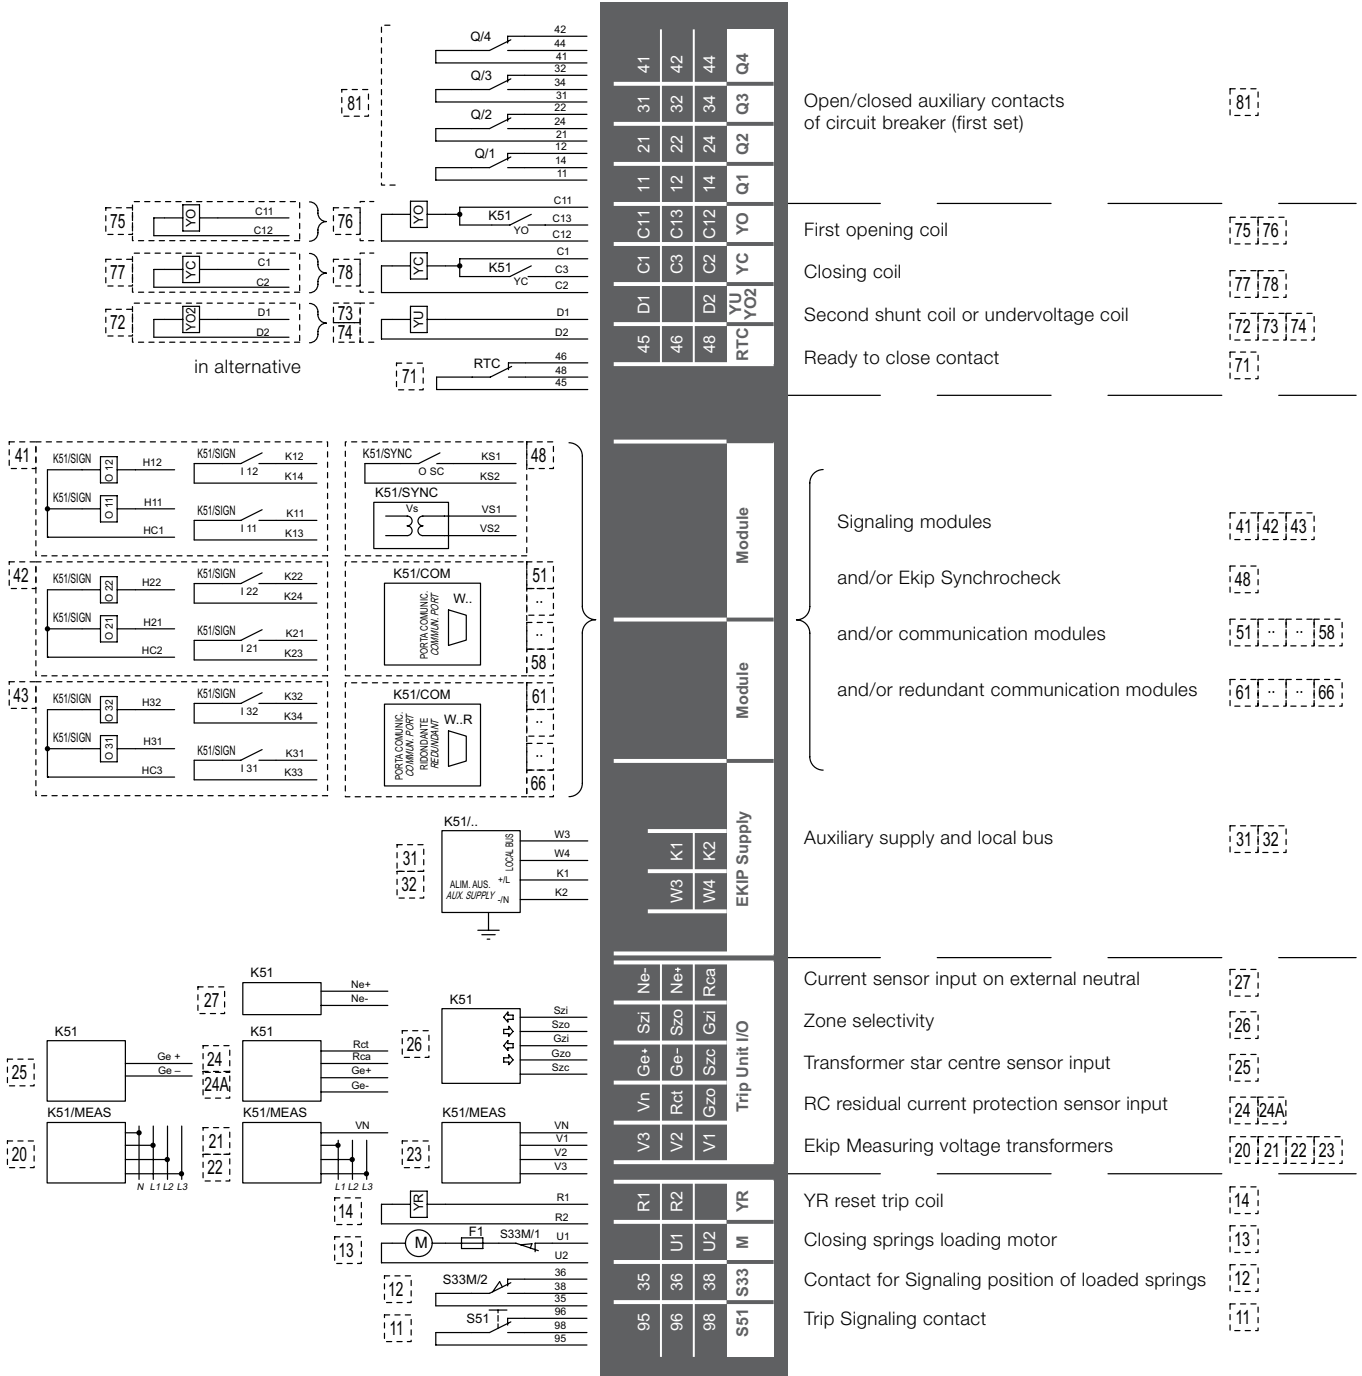 81
Q/4 42
44
41
Q/3 32
34
31
Q/2 22
24
21
Q/1 12
14
11
75 YO C11
C12
76 YO K51 YO C11
C13
C12
77 YC C1
C2
78 YC K51 YC C1
C3
C2
72 YO2 D1
D2
73
74 YU D1
D2
in alternative
71 RTC 46
48
45
41 K51/SIGN O 12 H12
K51/SIGN O 11 H11
HC1
K51/SIGN I 12 K12
K14
K51/SIGN I 11 K11
K13
48 K51/SYNC O SC KS1
KS2
K51/SYNC
Vs VS1
VS2
42 K51/SIGN O 22 H22
K51/SIGN O 21 H21
HC2
K51/SIGN I 22 K22
K24
K51/SIGN I 21 K21
K23
K51/COM
PORTA COMUNIC.
COMMUN. PORT
W..
51
..
..
58
43 K51/SIGN O 32 H32
K51/SIGN O 31 H31
HC3
K51/SIGN I 32 K32
K34
K51/SIGN I 31 K31
K33
K51/COM
PORTA COMUNIC.
COMMUN. PORT
RIDONDANTE
REDUNDANT
W..R
61
..
..
66
31
32
K51/..
LOCAL BUS
ALIM. AUS.
AUX. SUPPLY
+/L
-/N
W3
W4
K1
K2
27 K51 Ne+
Ne-
25 K51 Ge +
Ge –
24
24A K51 Rct
Rca
Ge+
Ge-
26 K51 Szi
Szo
Gzi
Gzo
Szc
20 K51/MEAS
N L1 L2 L3
21
22 K51/MEAS VN
L1 L2 L3
23 K51/MEAS VN
V1
V2
V3
14 YR R1
R2
13 M F1 S33M/1 U1
U2
12 S33M/2 36
38
35
11 S51 96
98
95
41 42 44 Q4
31 32 34 Q3
21 22 24 Q2
11 12 14 Q1
C11 C13 C12 YO
C1 C3 C2 YC
D1 D2 YU
YO2
45 46 48 RTC
Module
Module
K1 K2
W3 W4
EKIP Supply
Ne- Ne+ Rca
Szi Szo Gzi
Ge+ Ge- Szc
Vn Rct Gzo
V3 V2 V1
Trip Unit I/O
R1 R2 YR
U1 U2 M
35 36 38 S33
95 96 98 S51
Open/closed auxiliary contacts
of circuit breaker (first set)
81
First opening coil 75 76
Closing coil 77 78
Second shunt coil or undervoltage coil 72 73 74
Ready to close contact 71
Signaling modules 41 42 43
and/or Ekip Synchrocheck 48
and/or communication modules 51 .. .. 58
and/or redundant communication modules 61 .. .. 66
Auxiliary supply and local bus 31 32
Current sensor input on external neutral 27
Zone selectivity 26
Transformer star centre sensor input 25
RC residual current protection sensor input 24 24A
Ekip Measuring voltage transformers 20 21 22 23
YR reset trip coil 14
Closing springs loading motor 13
Contact for Signaling position of loaded springs 12
Trip Signaling contact 11